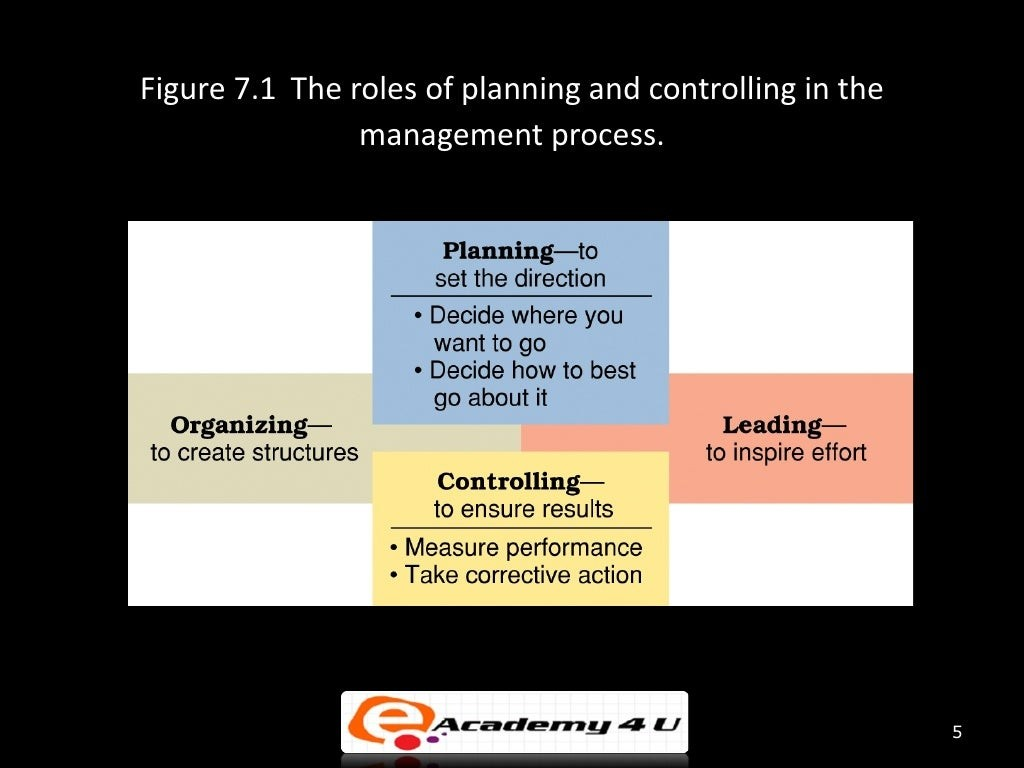 Figure 7.1  The roles of planning and controlling in the
management process.
Planning—to
set the direction
• Decide where you
want to go
• Decide how to best
go about it
Organizing—
to create structures
Leading—
to inspire effort
Controlling—
to ensure results
• Measure performance
• Take corrective action
e Academy 4 U
5